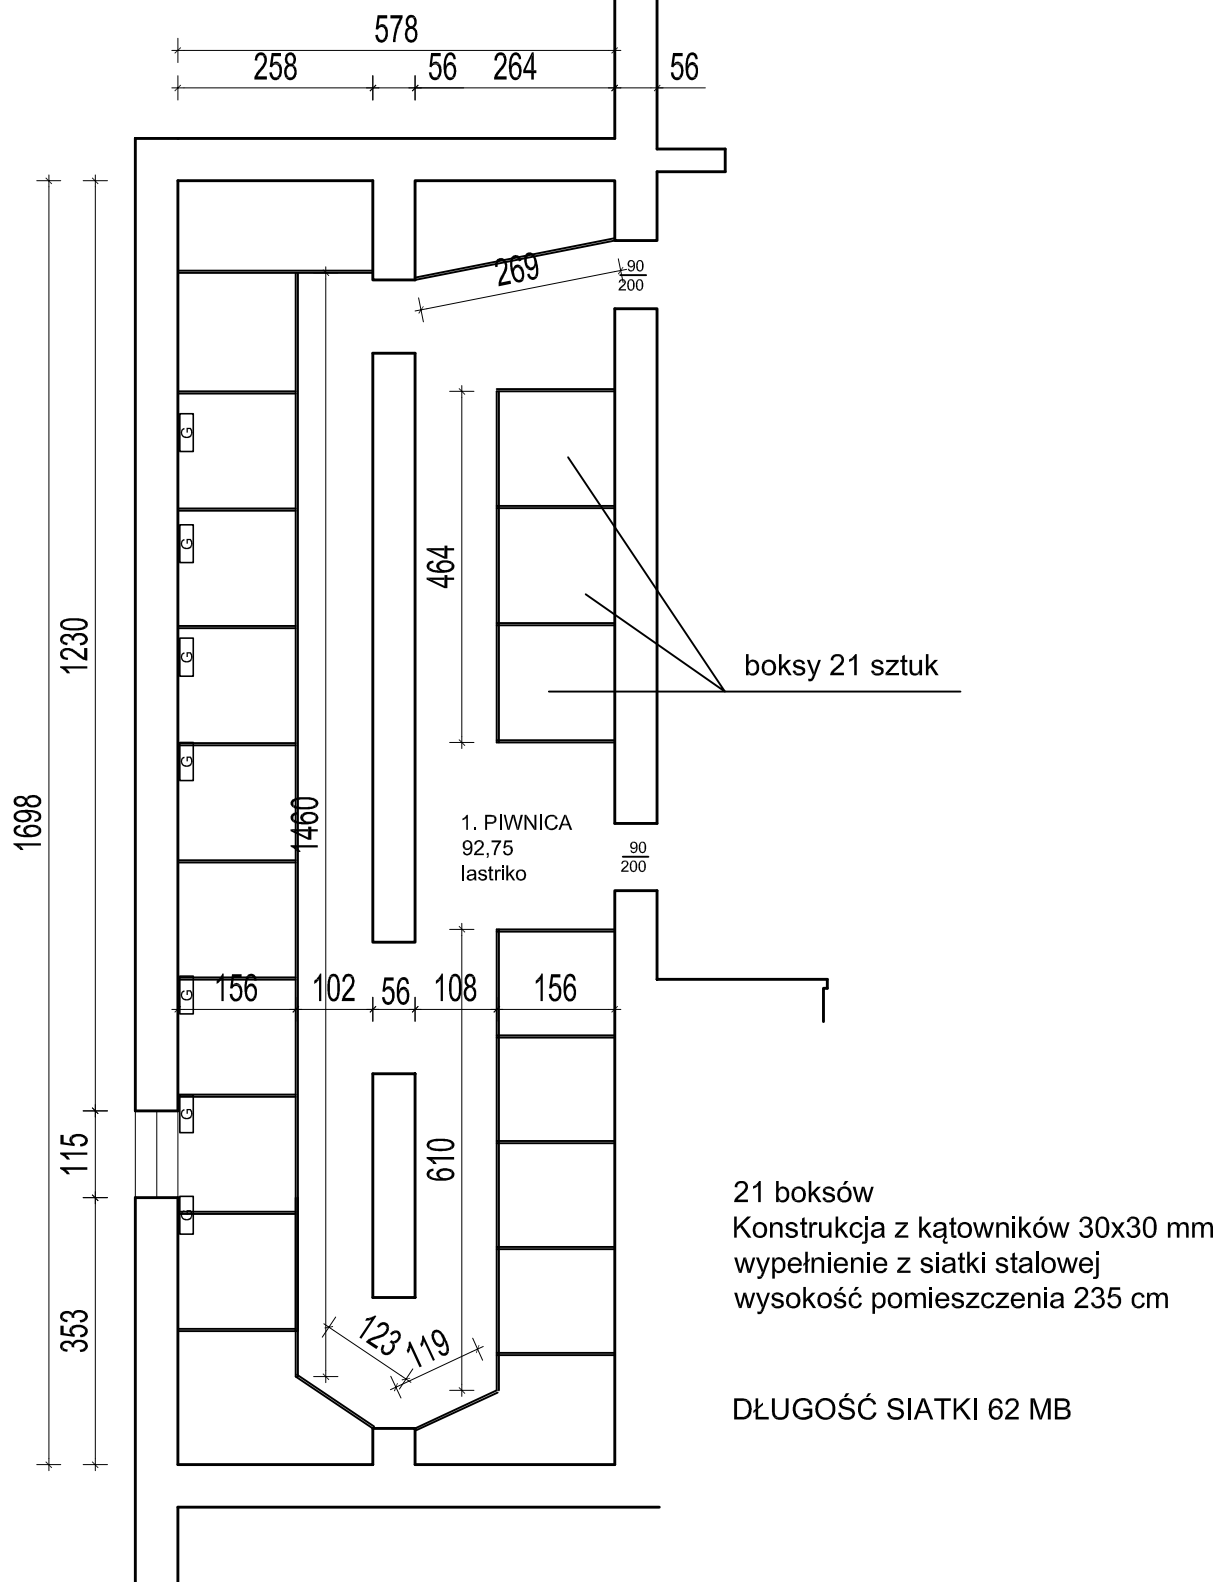 578
258
56
264
56
269
90
200
G
G
G
G
G
G
G
464
1230
1698
1460
boksy 21 sztuk
1. PIWNICA
92,75
lastriko
90
200
156
102
56
108
156
115
610
353
123
119
21 boksów
Konstrukcja z kątowników 30x30 mm
wypełnienie z siatki stalowej
wysokość pomieszczenia 235 cm
DŁUGOŚĆ SIATKI 62 MB